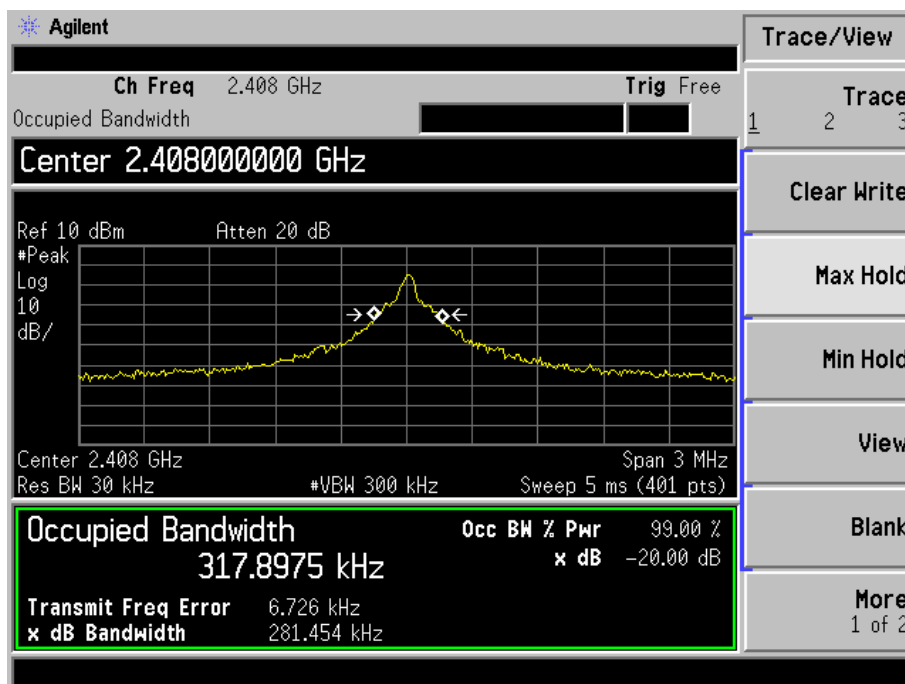 Agilent
Trace/View
Ch Freq 2.408 GHz Trig Free
Occupied Bandwidth
Center 2.408000000 GHz
Ref 10 dBm Atten 20 dB
#Peak
Log
10
dB/
Center 2.408 GHz Span 3 MHz
Res BW 30 kHz #VBW 300 kHz Sweep 5 ms (401 pts)
Occupied Bandwidth Occ BW % Pwr 99.00 %
317.8975 kHz x dB -20.00 dB
Transmit Freq Error 6.726 kHz
x dB Bandwidth 281.454 kHz
Trace
1 2 3
Clear Write
Max Hold
Min Hold
View
Blank
More
1 of 2